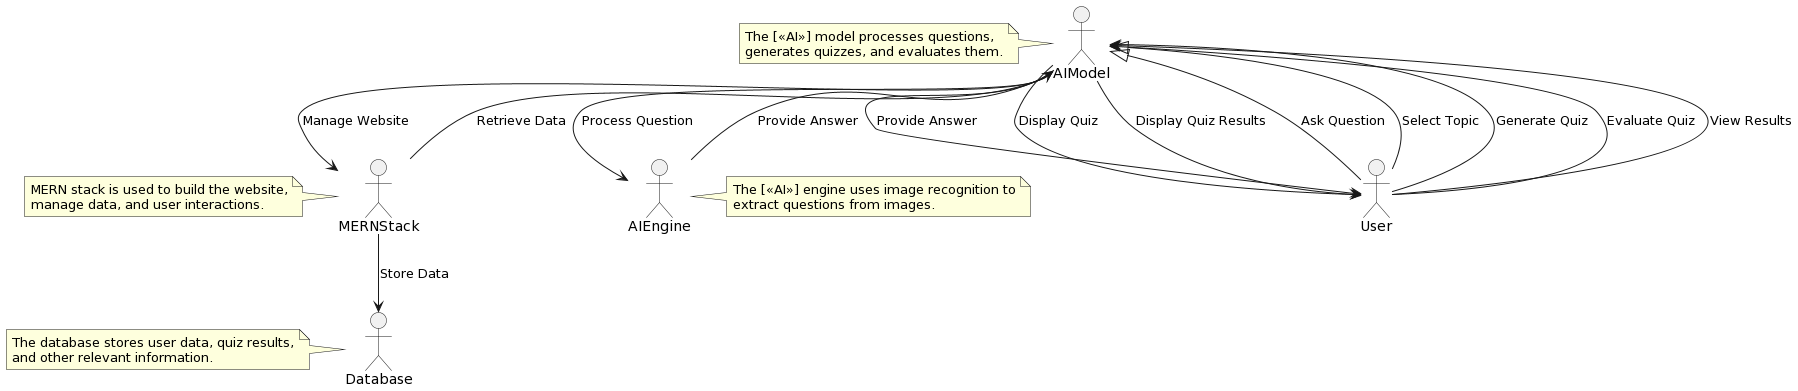 The [«AI»] model processes questions,
generates quizzes, and evaluates them.
AIModel
Manage Website
Retrieve Data
Process Question
Provide Answer
Provide Answer
Display Quiz
Display Quiz Results
Ask Question
Select Topic
Generate Quiz
Evaluate Quiz
View Results
MERN stack is used to build the website,
manage data, and user interactions.
MERNStack
AIEngine
The [«AI»] engine uses image recognition to
extract questions from images.
User
Store Data
The database stores user data, quiz results,
and other relevant information.
Database